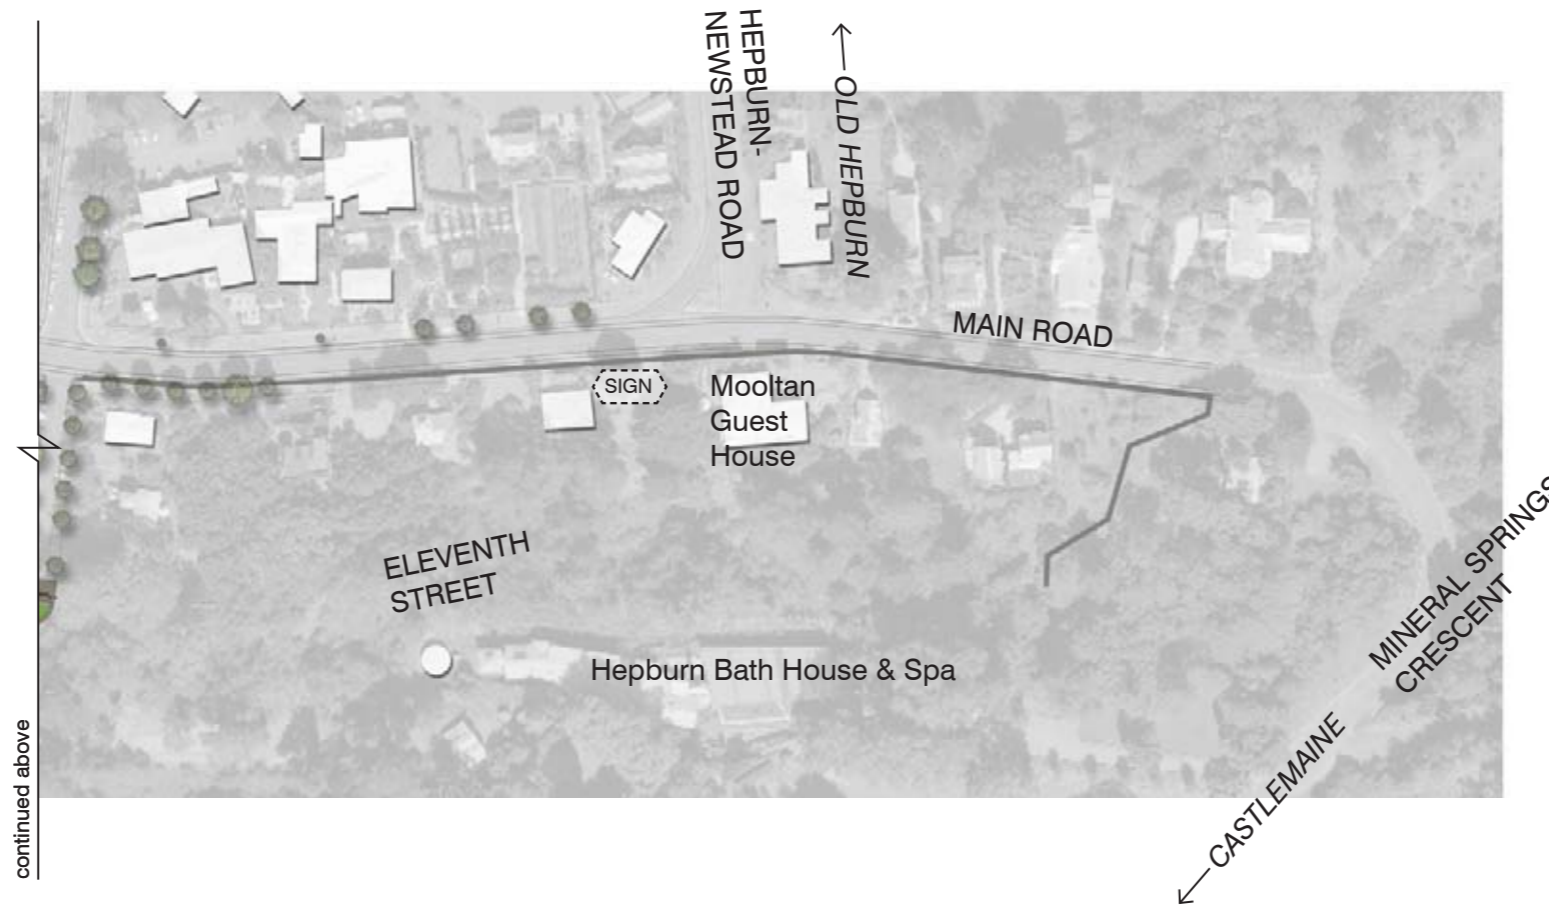 HEPBURN-
NEWSTEAD ROAD
OLD HEPBURN
MAIN ROAD
SIGN
Mooltan
Guest
House
ELEVENTH
STREET
Hepburn Bath House & Spa
MINERAL SPRINGS
CRESCENT
CASTLEMAINE
continued above